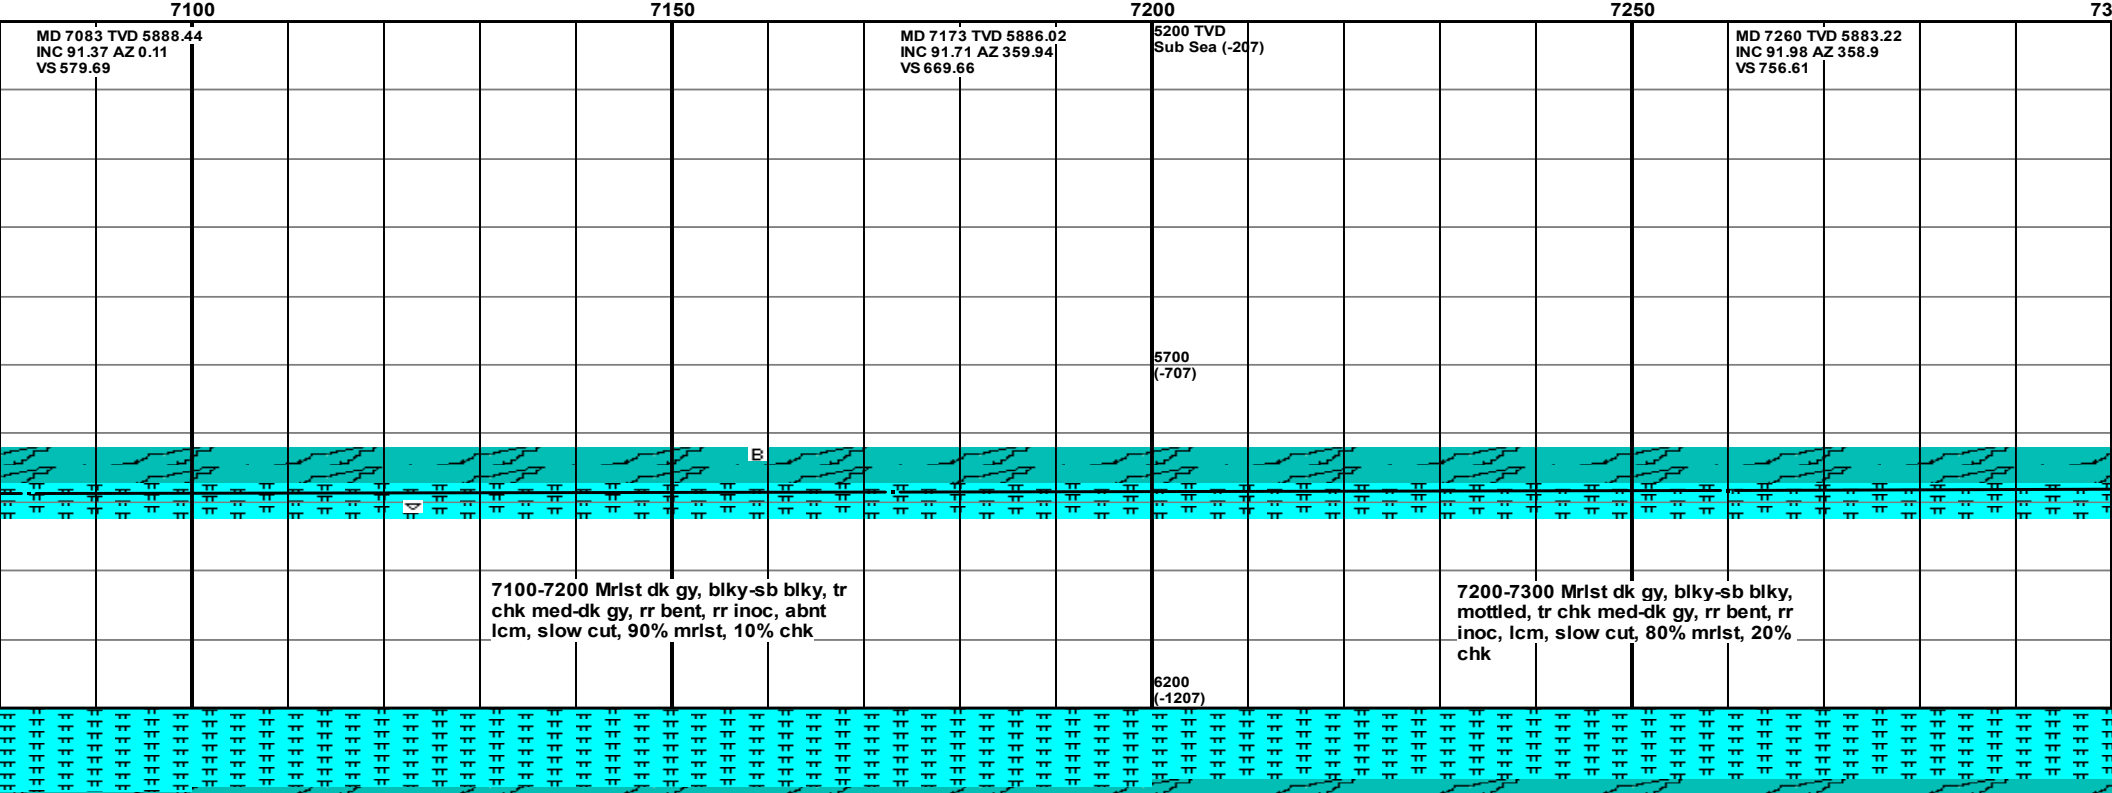 7100 7150 7200 7250 73
MD 7083 TVD 5888.44
INC 91.37 AZ 0.11
VS 579.69
MD 7173 TVD 5886.02
INC 91.71 AZ 359.94
VS 669.66
5200 TVD
Sub Sea (-207)
MD 7260 TVD 5883.22
INC 91.98 AZ 358.9
VS 756.61
5700
(-707)
B
7100-7200 Mrlst dk gy, blky-sb blky, tr
chk med-dk gy, rr bent, rr inoc, abnt
lcm, slow cut, 90% mrlst, 10% chk
7200-7300 Mrlst dk gy, blky-sb blky,
mottled, tr chk med-dk gy, rr bent, rr
inoc, lcm, slow cut, 80% mrlst, 20%
chk
6200
(-1207)